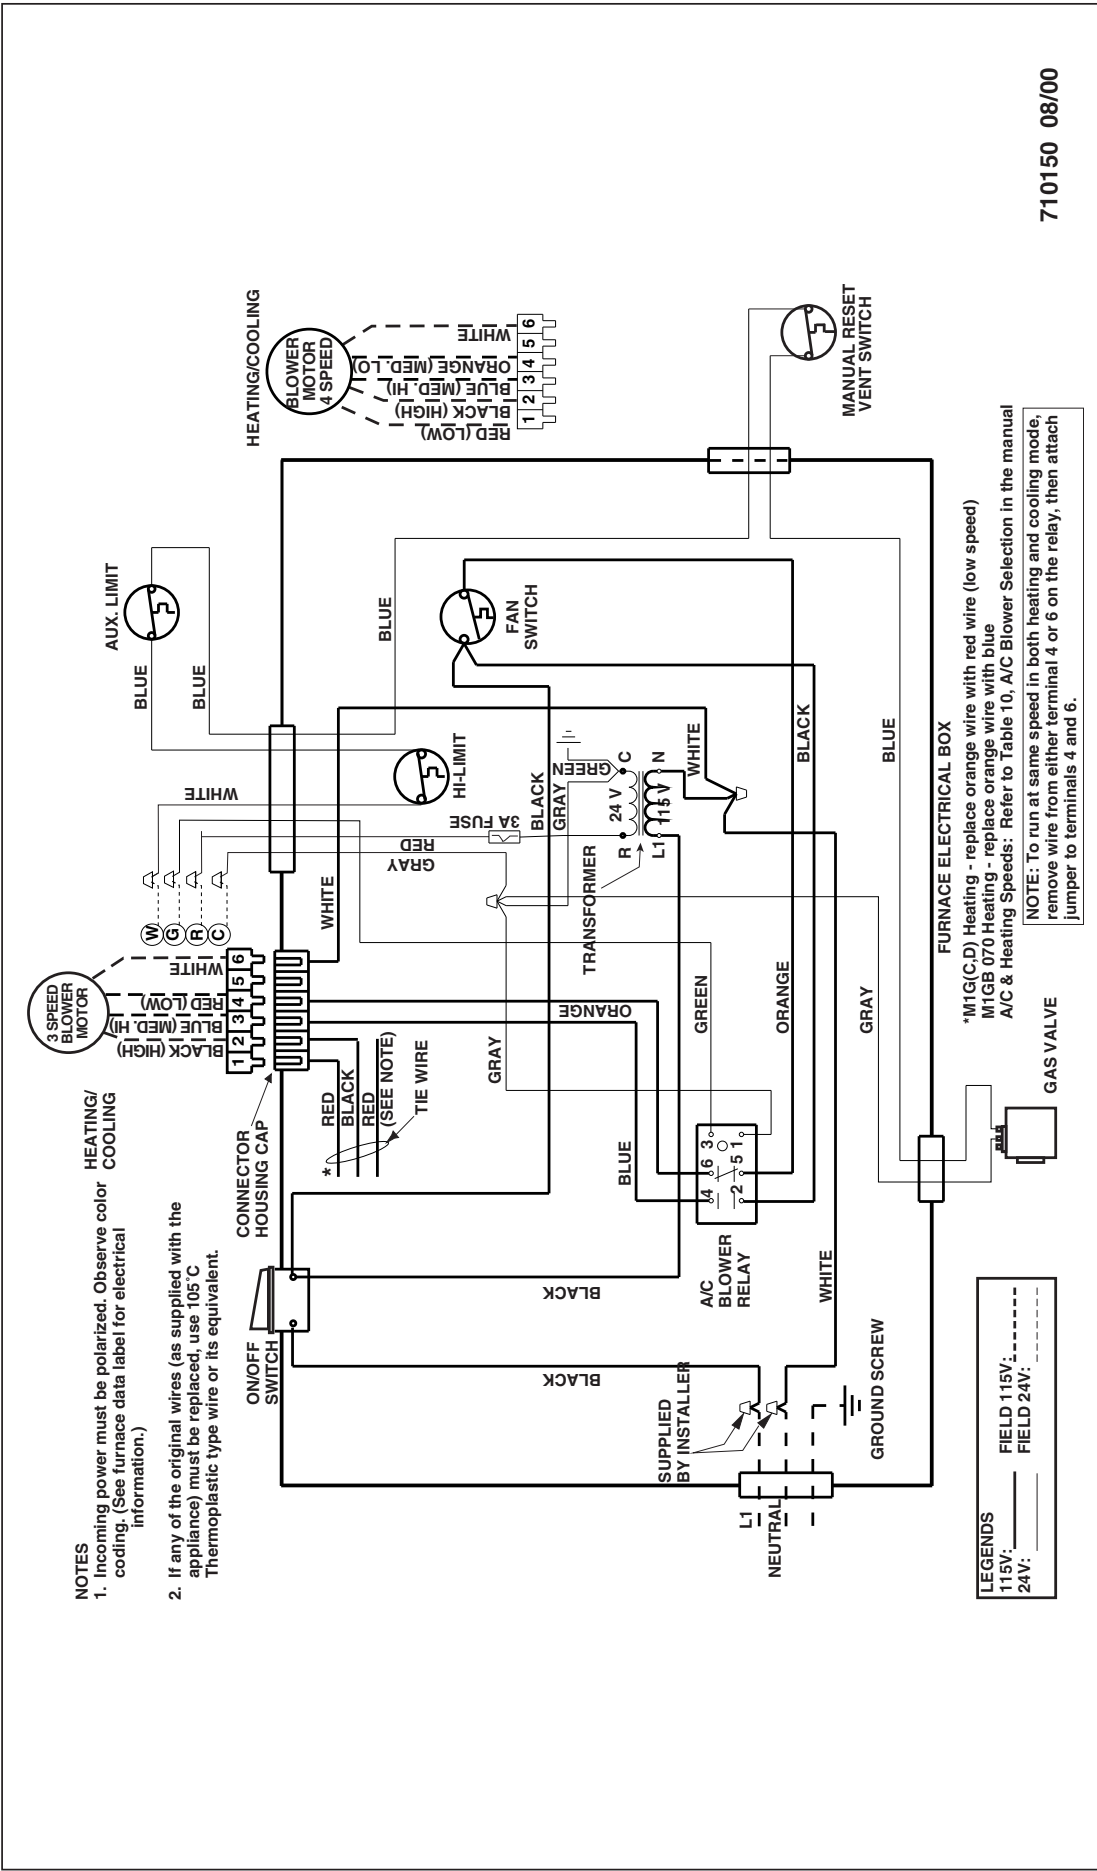 NOTES
1. Incoming power must be polarized. Observe color
coding. (See furnace data label for electrical
information.)
2. If any of the original wires (as supplied with the
appliance) must be replaced, use 105°C
Thermoplastic type wire or its equivalent.
HEATING/
COOLING
3 SPEED
BLOWER
MOTOR
BLACK (HIGH)
BLUE (MED. HI)
RED (LOW)
WHITE
1 2 3 4 5 6
W
G
R
C
AUX. LIMIT
BLUE
BLUE
HEATING/COOLING
BLOWER
MOTOR
4 SPEED
RED (LOW)
BLACK (HIGH)
BLUE (MED. HI)
ORANGE (MED. LO)
WHITE
1 2 3 4 5 6
ON/OFF
SWITCH
CONNECTOR
HOUSING CAP
*
RED
BLACK
RED
(SEE NOTE)
TIE WIRE
WHITE
WHITE
GRAY
RED
3A FUSE
HI-LIMIT
BLUE
FAN
SWITCH
BLACK
BLACK
GRAY
ORANGE
BLACK
GRAY
GREEN
TRANSFORMER
R
24 V
C
L1
115 V
N
WHITE
BLUE
GREEN
ORANGE
BLACK
A/C
BLOWER
RELAY
4 6 3
2 5 1
SUPPLIED
BY INSTALLER
L1
NEUTRAL
WHITE
GRAY
BLUE
GROUND SCREW
MANUAL RESET
VENT SWITCH
FURNACE ELECTRICAL BOX
GAS VALVE
LEGENDS
115V: FIELD 115V:
24V: FIELD 24V:
*M1G(C,D) Heating - replace orange wire with red wire (low speed)
M1GB 070 Heating - replace orange wire with blue
A/C & Heating Speeds: Refer to Table 10, A/C Blower Selection in the manual
NOTE: To run at same speed in both heating and cooling mode,
remove wire from either terminal 4 or 6 on the relay, then attach
jumper to terminals 4 and 6.
710150 08/00